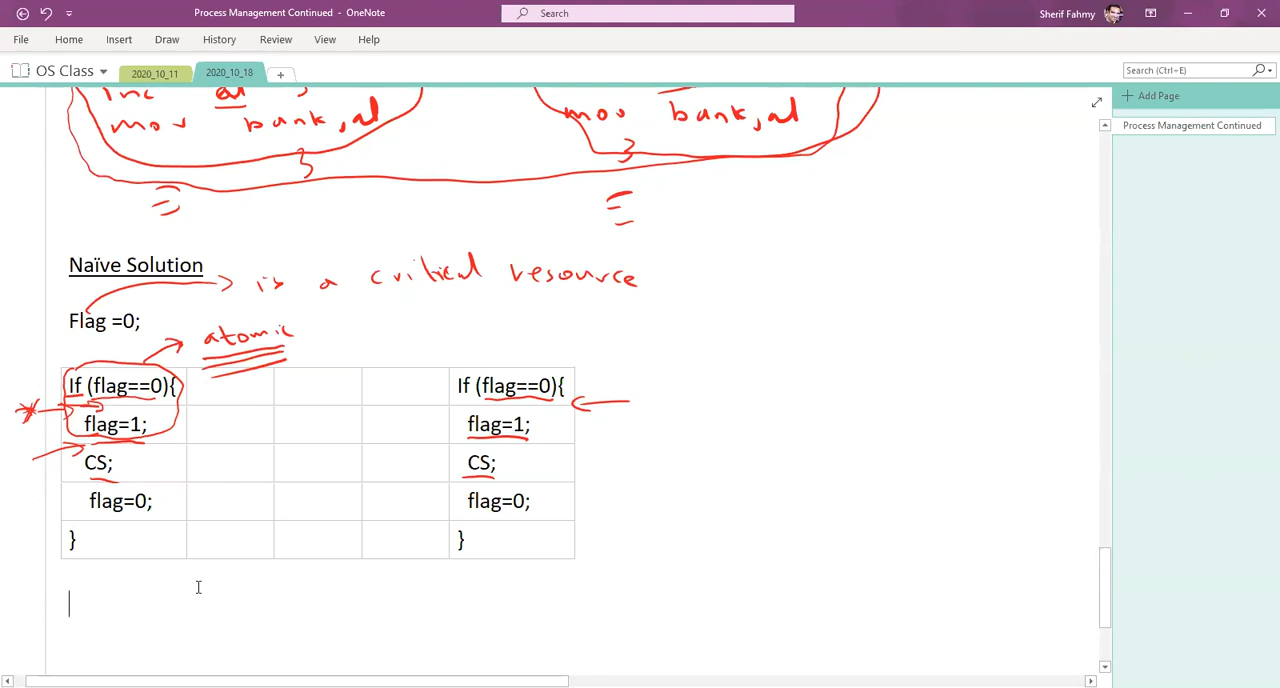 Process Management Continued - OneNote
Search
Sherif Fahmy
File Home Insert Draw History Review View Help
OS Class
2020_10_11
2020_10_18
Search (Ctrl+E)
Add Page
Process Management Continued
inc al
mov bank,al
mov bank,al
Naïve Solution
is a critical resource
Flag =0;
atomic
If (flag==0){ If (flag==0){
flag=1; flag=1;
CS; CS;
flag=0; flag=0;
} }